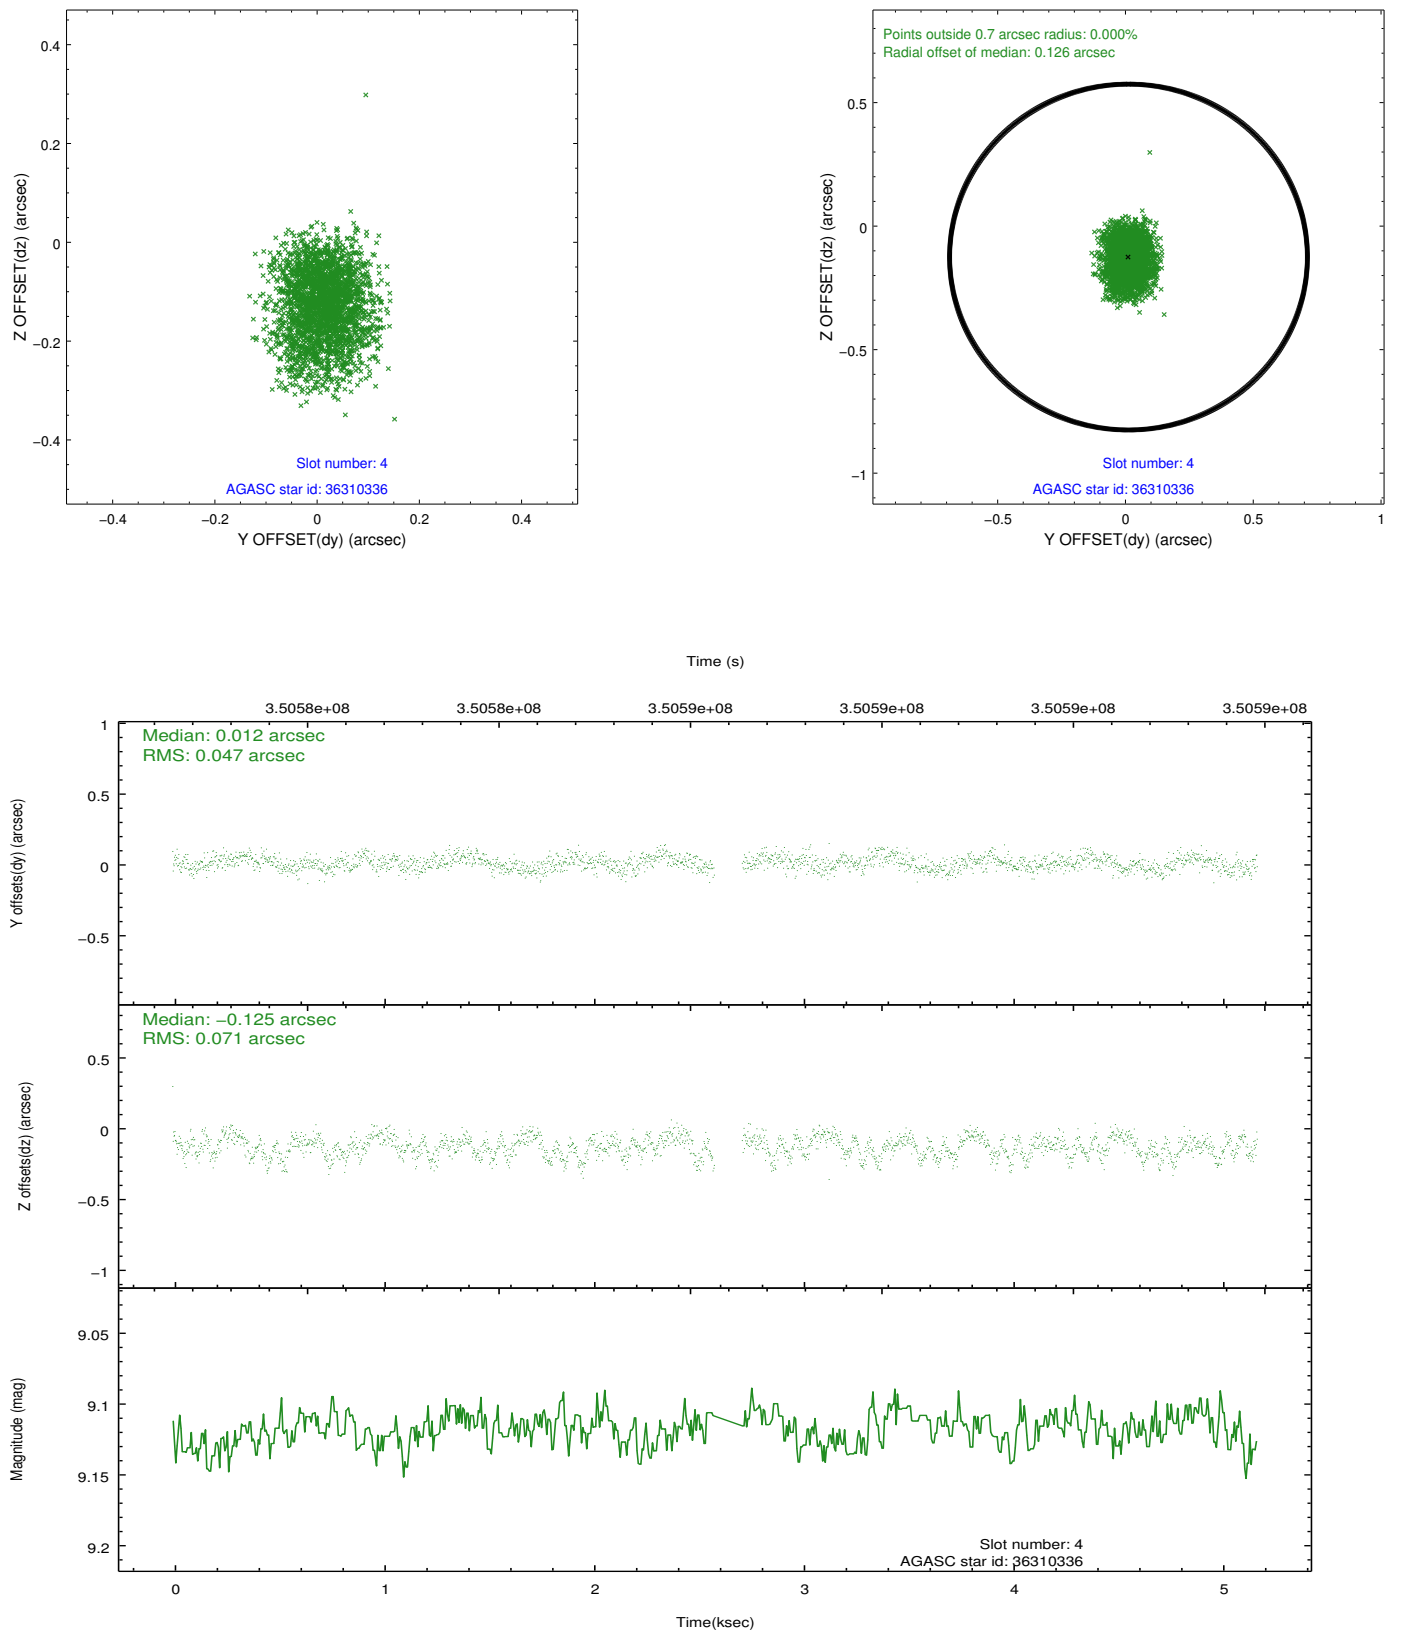 0.4
0.2
0
−0.2
−0.4
Z OFFSET(dz) (arcsec)
Slot number: 4
AGASC star id: 36310336
−0.4
−0.2
0
0.2
0.4
Y OFFSET(dy) (arcsec)
Points outside 0.7 arcsec radius: 0.000%
Radial offset of median: 0.126 arcsec
0.5
0
−0.5
−1
Z OFFSET(dz) (arcsec)
Slot number: 4
AGASC star id: 36310336
−0.5
0
0.5
1
Y OFFSET(dy) (arcsec)
Time (s)
3.5058e+08
3.5058e+08
3.5059e+08
3.5059e+08
3.5059e+08
3.5059e+08
1
0.5
0
−0.5
Y offsets(dy) (arcsec)
Median: 0.012 arcsec
RMS: 0.047 arcsec
0.5
0
−0.5
−1
Z offsets(dz) (arcsec)
Median: −0.125 arcsec
RMS: 0.071 arcsec
9.05
9.1
9.15
9.2
Magnitude (mag)
Slot number: 4
AGASC star id: 36310336
0
1
2
3
4
5
Time(ksec)